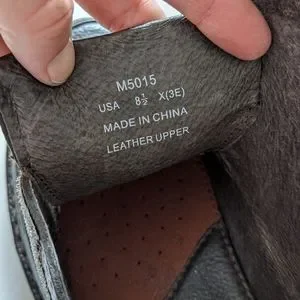 M5015
USA 8½ X(3E)
MADE IN CHINA
LEATHER UPPER